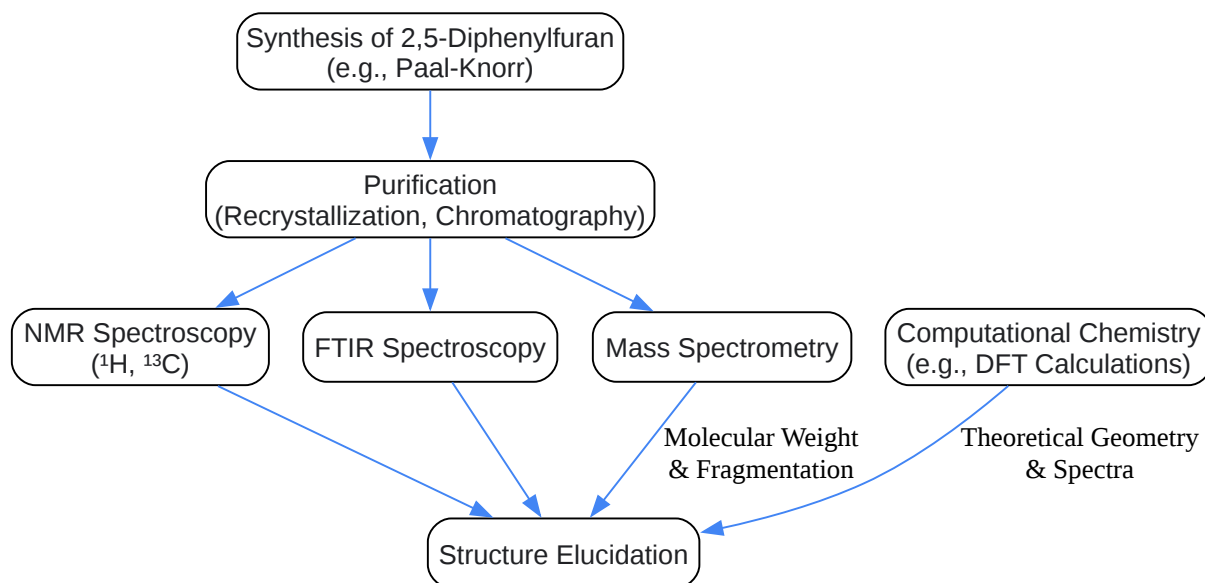 Synthesis of 2,5-Diphenylfuran
(e.g., Paal-Knorr)
Purification
(Recrystallization, Chromatography)
NMR Spectroscopy
(¹H, ¹³C)
FTIR Spectroscopy
Mass Spectrometry
Computational Chemistry
(e.g., DFT Calculations)
Molecular Weight
& Fragmentation
Theoretical Geometry
& Spectra
Structure Elucidation